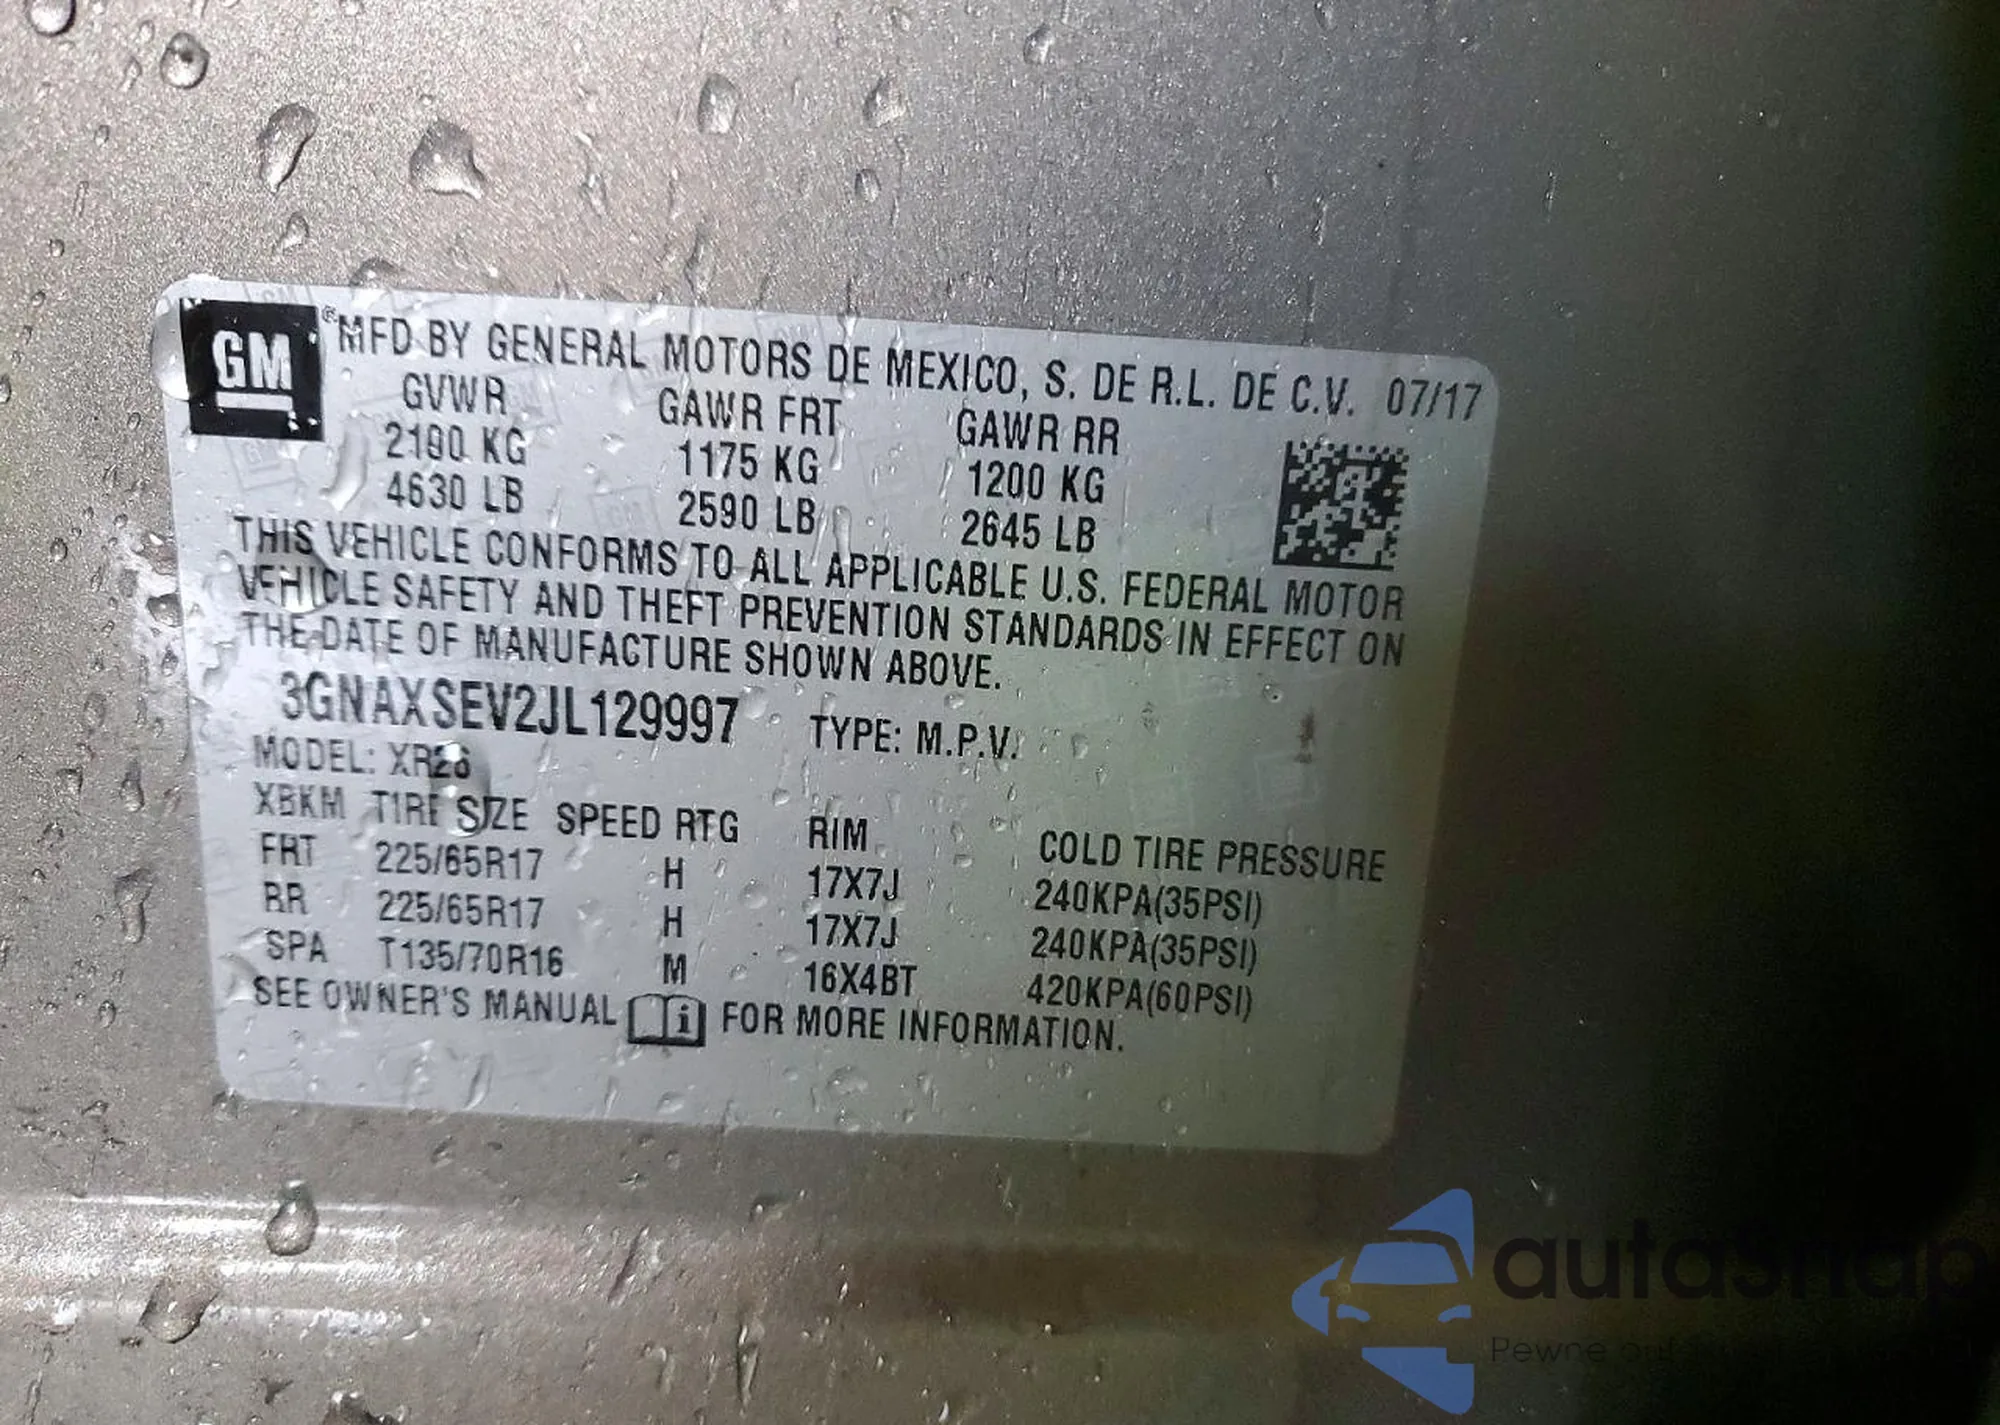 GM ® MFD BY GENERAL MOTORS DE MEXICO, S. DE R.L. DE C.V. 07/17
GVWR GAWR FRT GAWR RR
2100 KG 1175 KG 1200 KG
4630 LB 2590 LB 2645 LB
THIS VEHICLE CONFORMS TO ALL APPLICABLE U.S. FEDERAL MOTOR
VEHICLE SAFETY AND THEFT PREVENTION STANDARDS IN EFFECT ON
THE DATE OF MANUFACTURE SHOWN ABOVE.
3GNAXSEV2JL129997 TYPE: M.P.V.
MODEL: XR26
XBKM TIRE SIZE SPEED RTG RIM COLD TIRE PRESSURE
FRT 225/65R17 H 17X7J 240KPA(35PSI)
RR 225/65R17 H 17X7J 240KPA(35PSI)
SPA T135/70R16 M 16X4BT 420KPA(60PSI)
SEE OWNER'S MANUAL i FOR MORE INFORMATION.
autasnap
Pewne